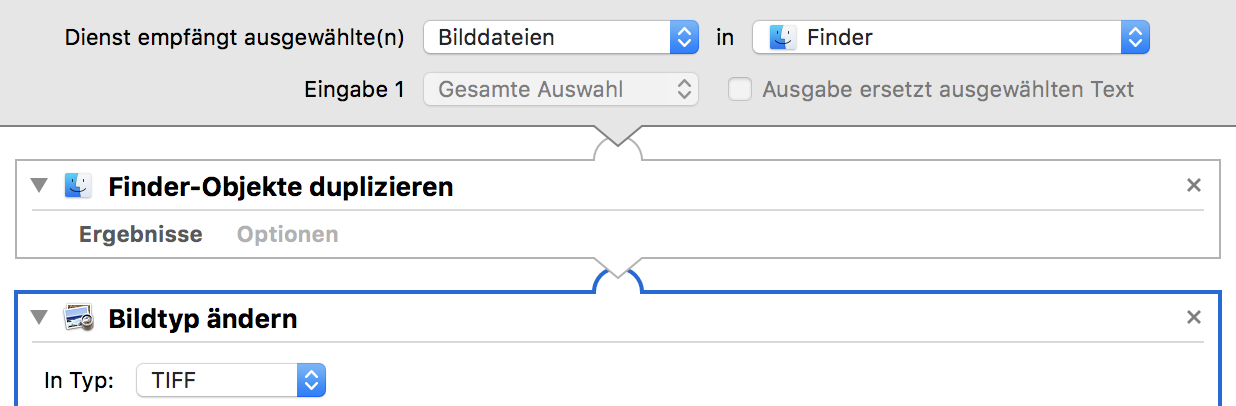 Dienst empfängt ausgewählte(n) Bilddateien in Finder
Eingabe 1 Gesamte Auswahl Ausgabe ersetzt ausgewählten Text
Finder-Objekte duplizieren
Ergebnisse Optionen
Bildtyp ändern
In Typ: TIFF